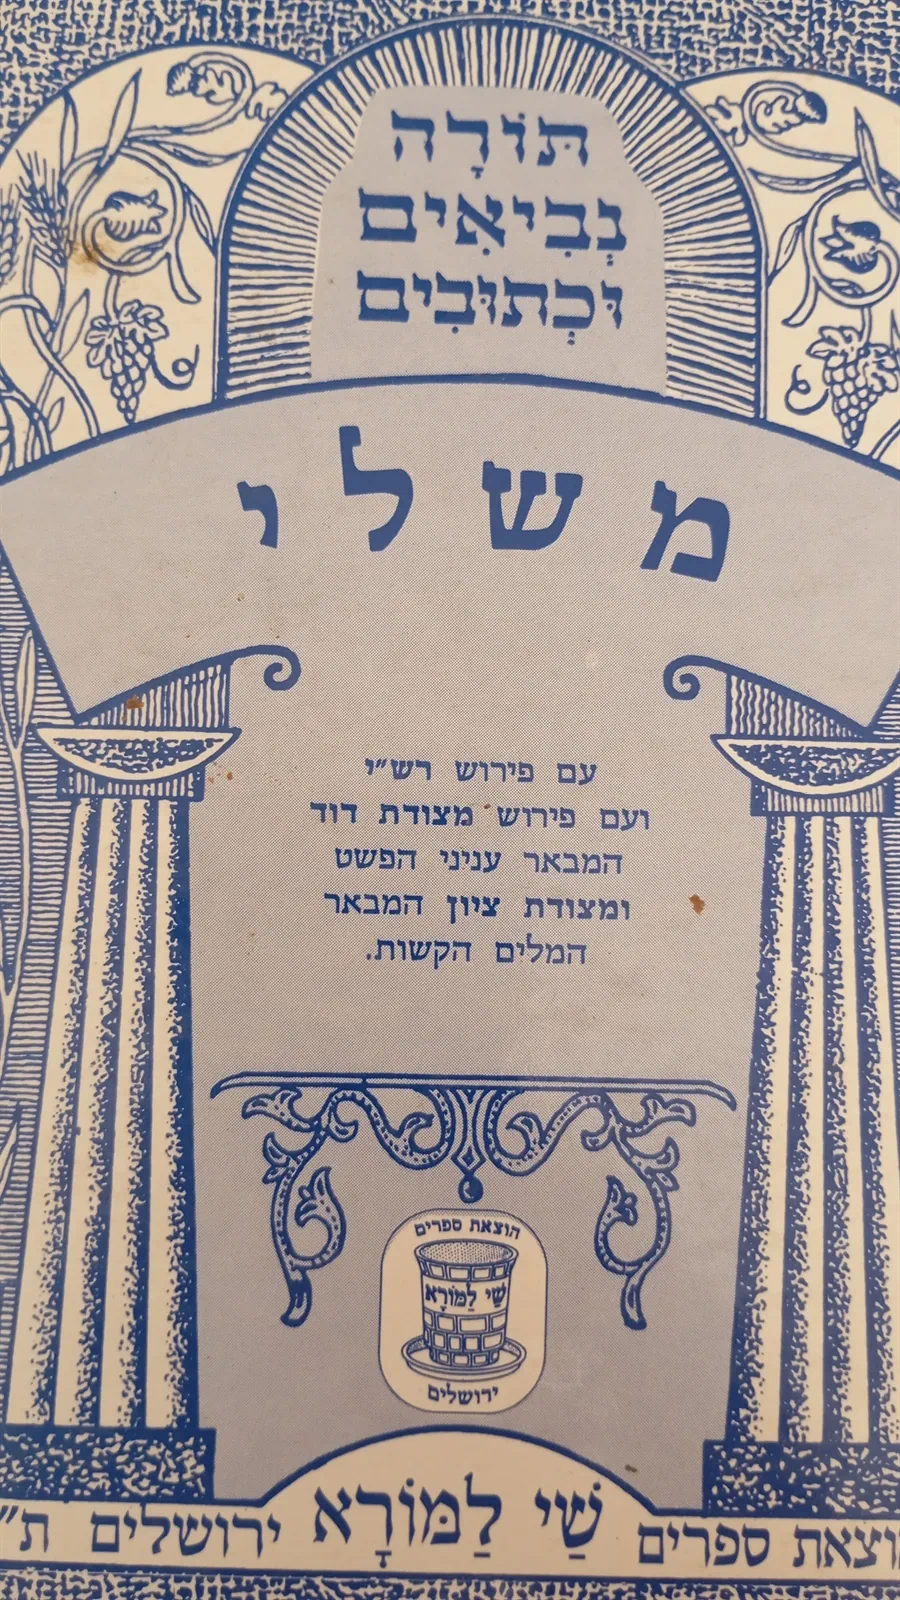 תּוֹרָה
נְבִיאִים
וּכְתוּבִים
משלי
עם פירוש רש״י
ועם פירוש מצודת דוד
המבאר עניני הפשט
ומצודת ציון המבאר
המלים הקשות.
הוצאת ספרים
שַׁי לַמּוֹרָא
ירושלים
ספרים שַׁי לַמּוֹרָא ירושלים